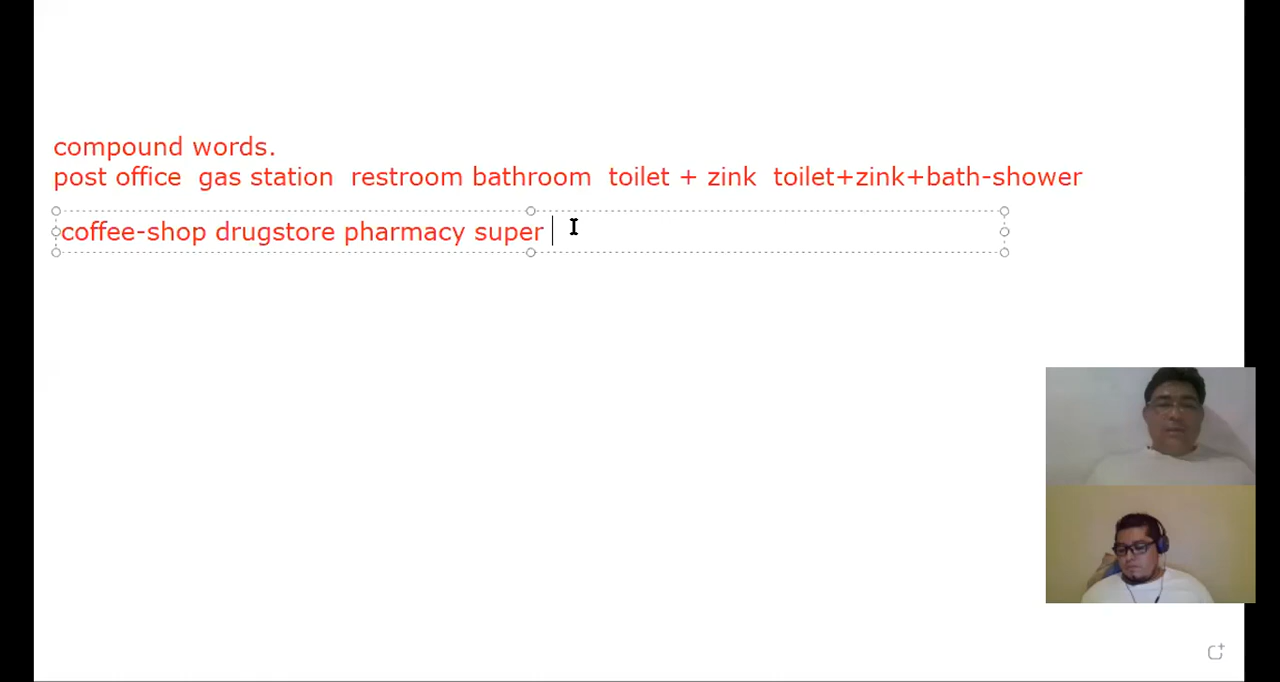 compound words.
post office gas station restroom bathroom toilet + zink toilet+zink+bath-shower
coffee-shop drugstore pharmacy super